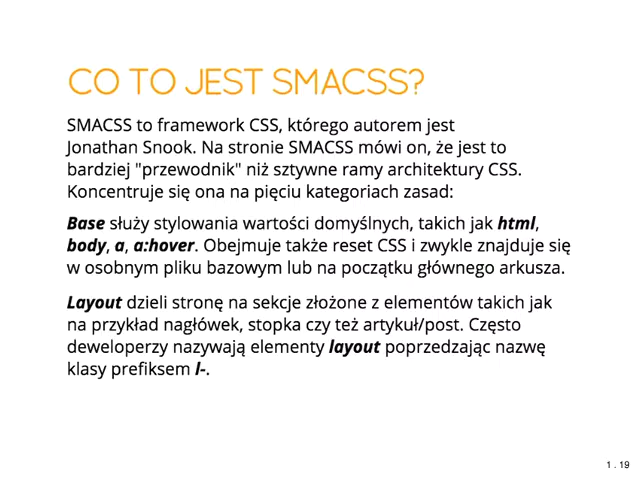 CO TO JEST SMACSS?
SMACSS to framework CSS, którego autorem jest
Jonathan Snook. Na stronie SMACSS mówi on, że jest to
bardziej "przewodnik" niż sztywne ramy architektury CSS.
Koncentruje się ona na pięciu kategoriach zasad:
Base służy stylowania wartości domyślnych, takich jak html,
body, a, a:hover. Obejmuje także reset CSS i zwykle znajduje się
w osobnym pliku bazowym lub na początku głównego arkusza.
Layout dzieli stronę na sekcje złożone z elementów takich jak
na przykład nagłówek, stopka czy też artykuł/post. Często
deweloperzy nazywają elementy layout poprzedzając nazwę
klasy prefiksem l-.
1 . 19